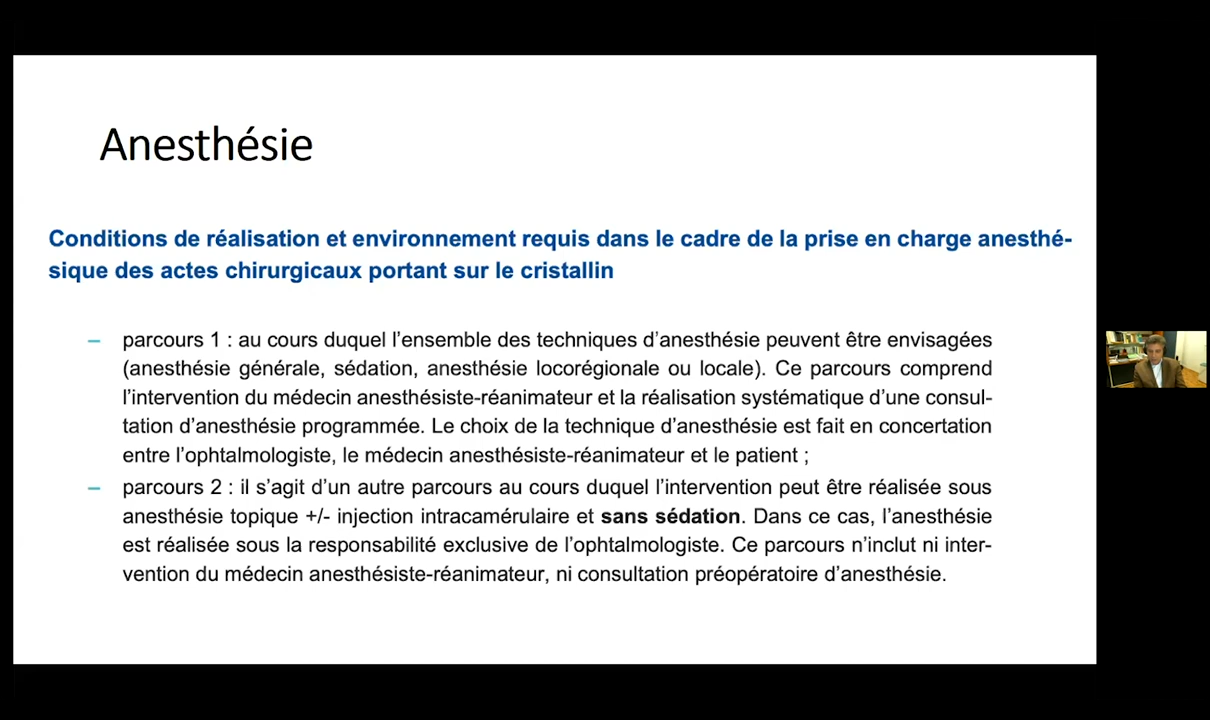 Anesthésie
Conditions de réalisation et environnement requis dans le cadre de la prise en charge anesthé-
sique des actes chirurgicaux portant sur le cristallin
– parcours 1 : au cours duquel l’ensemble des techniques d’anesthésie peuvent être envisagées
(anesthésie générale, sédation, anesthésie locorégionale ou locale). Ce parcours comprend
l’intervention du médecin anesthésiste-réanimateur et la réalisation systématique d’une consul-
tation d’anesthésie programmée. Le choix de la technique d’anesthésie est fait en concertation
entre l’ophtalmologiste, le médecin anesthésiste-réanimateur et le patient ;
– parcours 2 : il s’agit d’un autre parcours au cours duquel l’intervention peut être réalisée sous
anesthésie topique +/- injection intracamérulaire et sans sédation. Dans ce cas, l’anesthésie
est réalisée sous la responsabilité exclusive de l’ophtalmologiste. Ce parcours n’inclut ni inter-
vention du médecin anesthésiste-réanimateur, ni consultation préopératoire d’anesthésie.